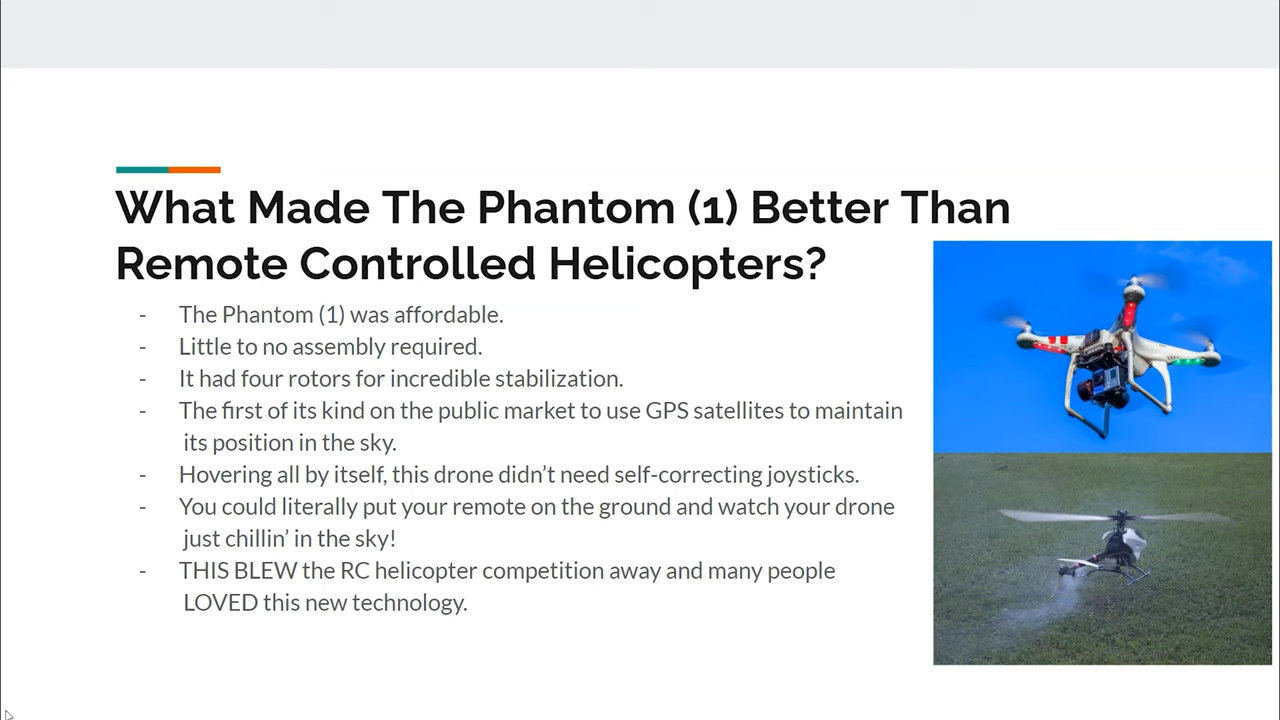 What Made The Phantom (1) Better Than
Remote Controlled Helicopters?
- The Phantom (1) was affordable.
- Little to no assembly required.
- It had four rotors for incredible stabilization.
- The first of its kind on the public market to use GPS satellites to maintain
its position in the sky.
- Hovering all by itself, this drone didn’t need self-correcting joysticks.
- You could literally put your remote on the ground and watch your drone
just chillin’ in the sky!
- THIS BLEW the RC helicopter competition away and many people
LOVED this new technology.